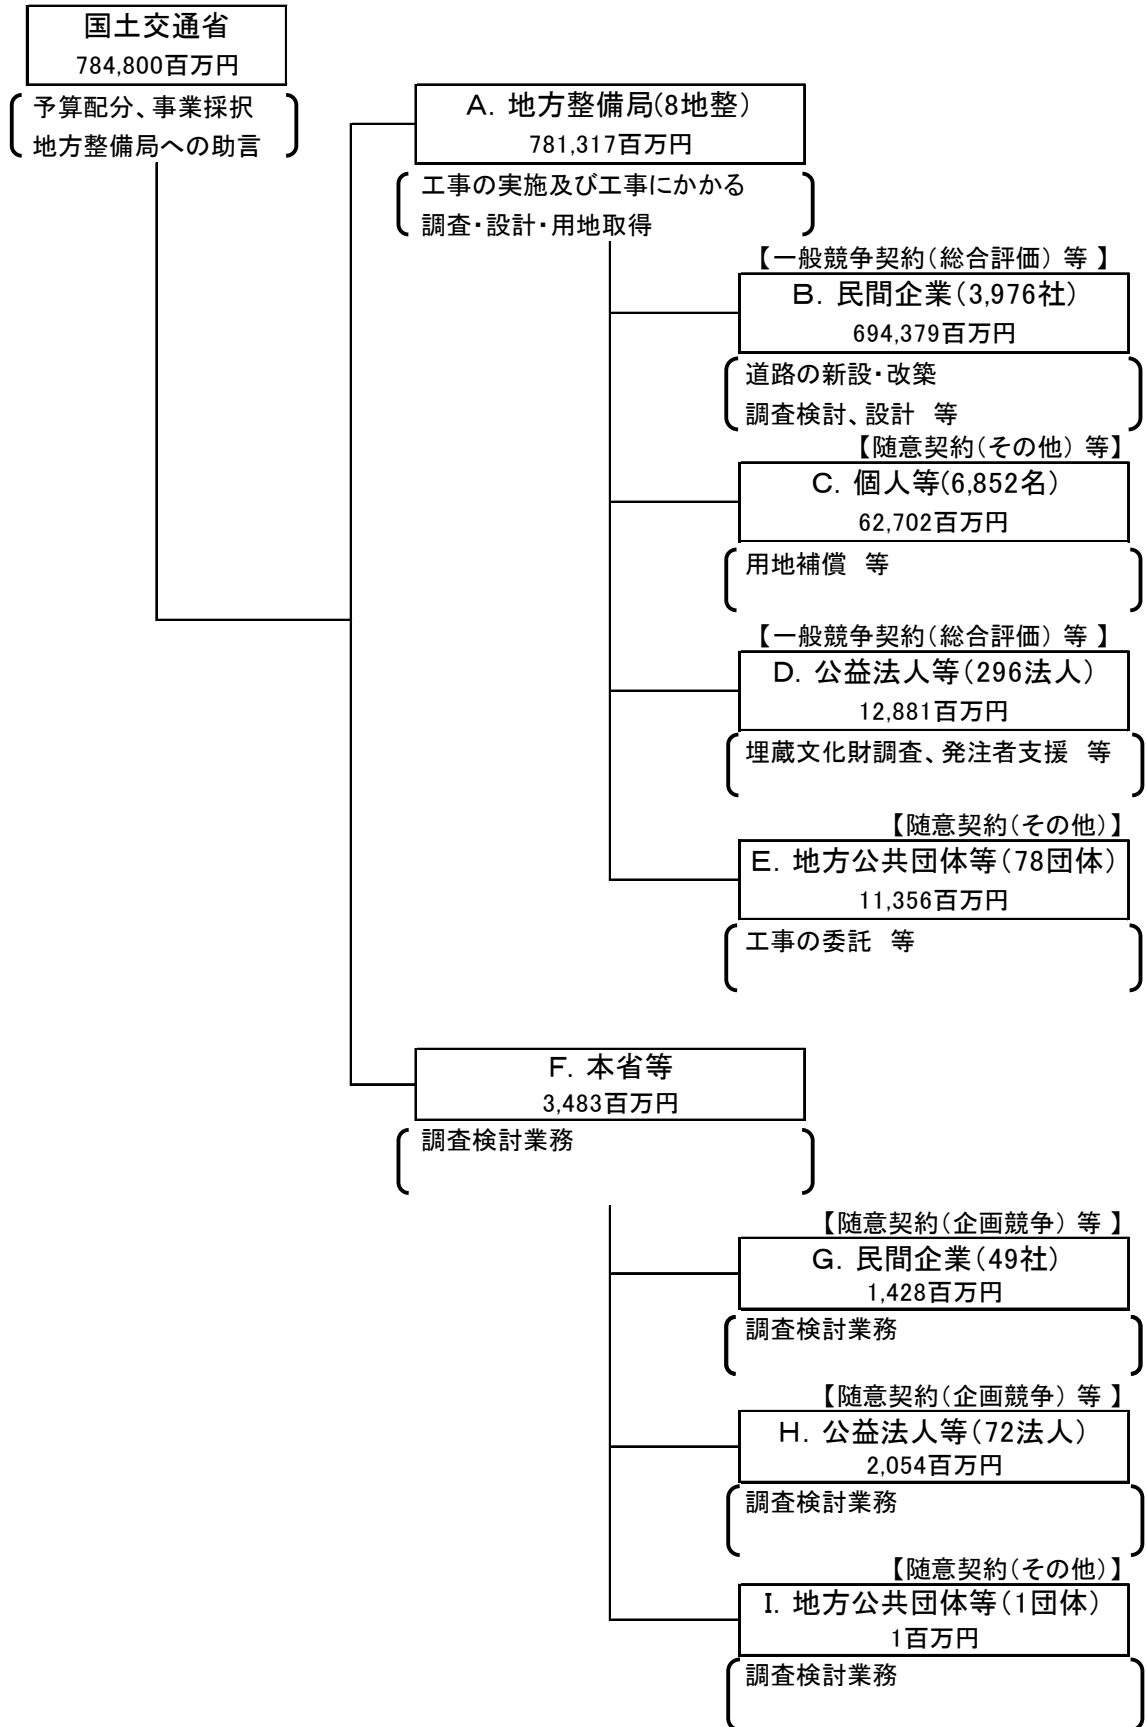 国土交通省
784,800百万円
予算配分、事業採択
地方整備局への助言
A. 地方整備局(8地整)
781,317百万円
工事の実施及び工事にかかる
調査・設計・用地取得
【一般競争契約(総合評価) 等 】
B. 民間企業(3,976社)
694,379百万円
道路の新設・改築
調査検討、設計 等
【随意契約(その他) 等】
C. 個人等(6,852名)
62,702百万円
用地補償 等
【一般競争契約(総合評価) 等 】
D. 公益法人等(296法人)
12,881百万円
埋蔵文化財調査、発注者支援 等
【随意契約(その他)】
E. 地方公共団体等(78団体)
11,356百万円
工事の委託 等
F. 本省等
3,483百万円
調査検討業務
【随意契約(企画競争) 等 】
G. 民間企業(49社)
1,428百万円
調査検討業務
【随意契約(企画競争) 等 】
H. 公益法人等(72法人)
2,054百万円
調査検討業務
【随意契約(その他)】
I. 地方公共団体等(1団体)
1百万円
調査検討業務